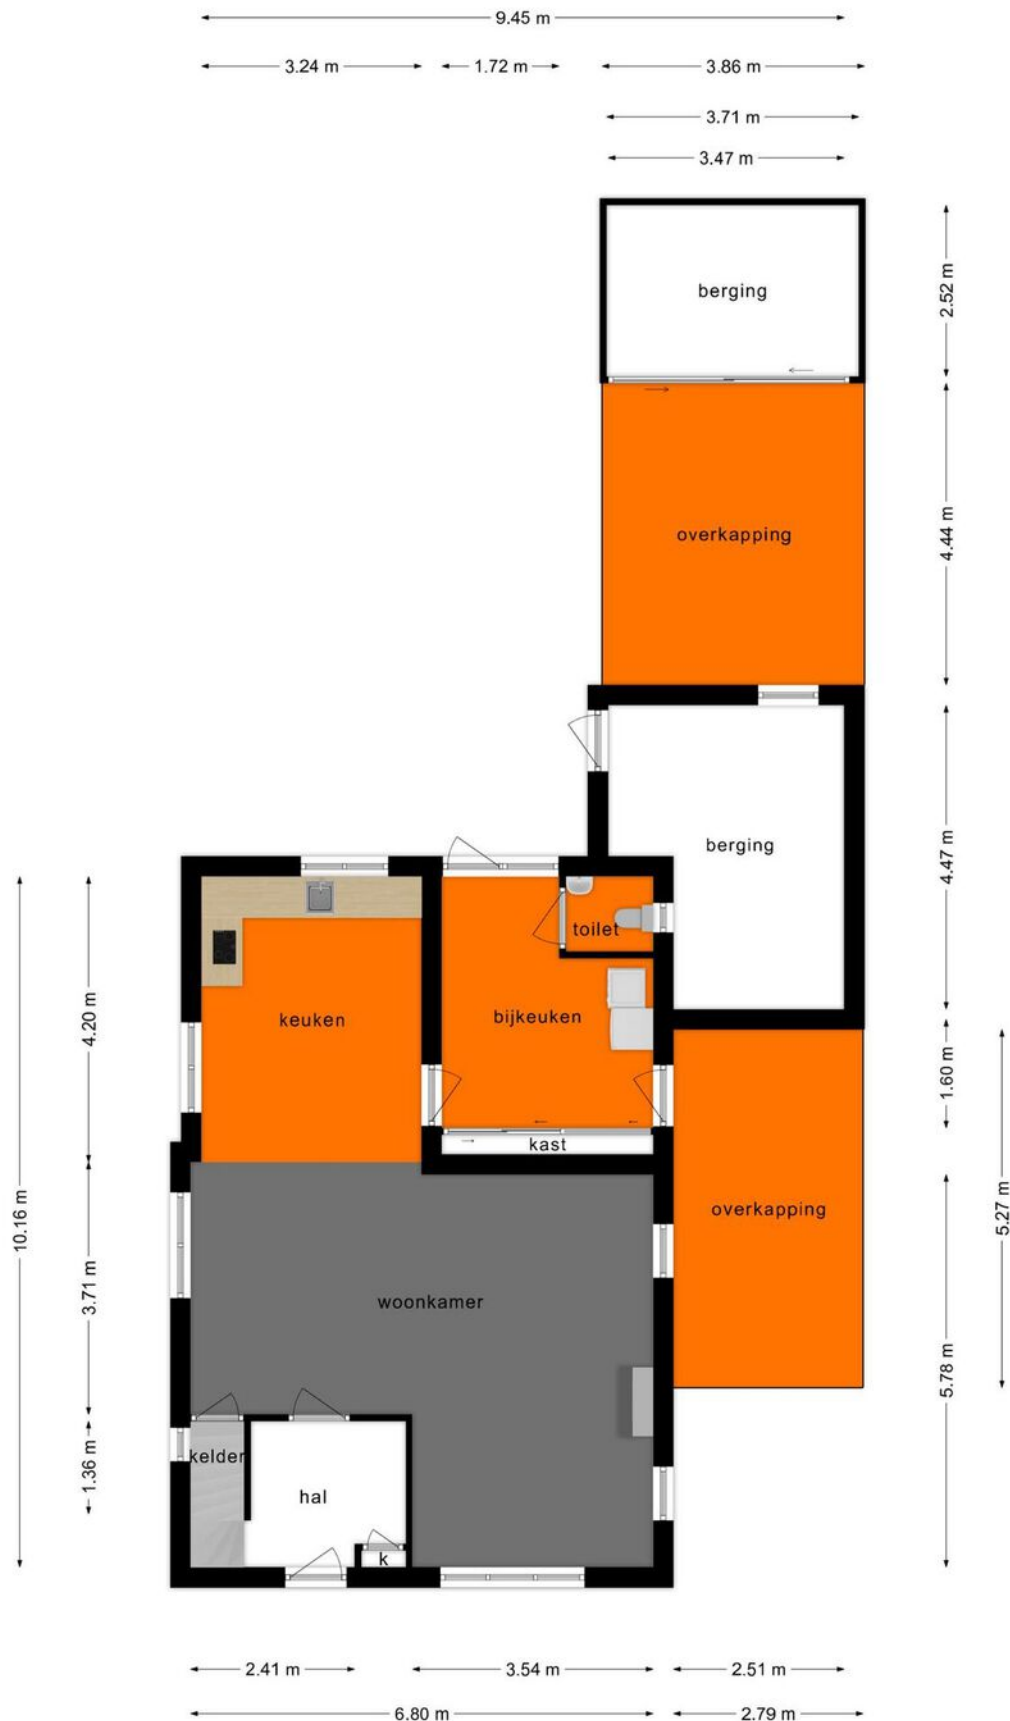 9.45 m
3.24 m
1.72 m
3.86 m
3.71 m
3.47 m
berging
2.52 m
overkapping
4.44 m
berging
4.47 m
toilet
keuken
bijkeuken
4.20 m
1.60 m
kast
10.16 m
overkapping
5.27 m
woonkamer
3.71 m
5.78 m
kelder
1.36 m
hal
k
2.41 m
3.54 m
2.51 m
6.80 m
2.79 m